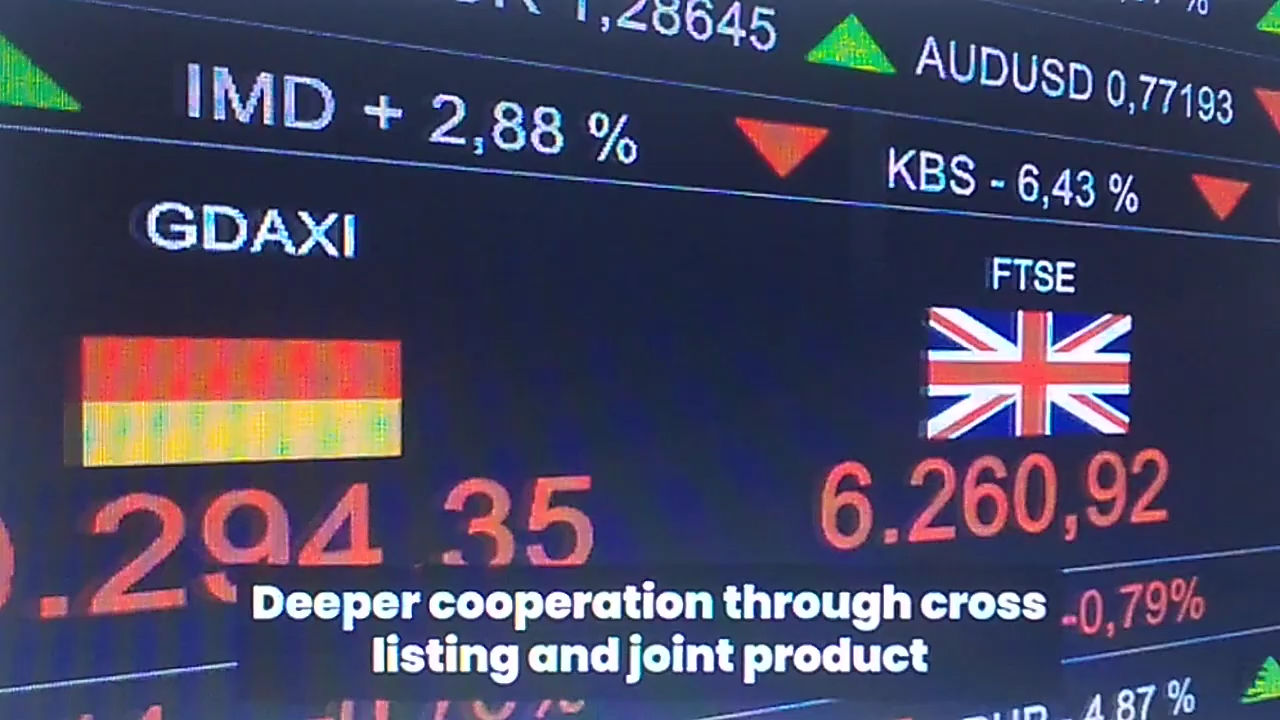 1,28645
AUDUSD 0,77193
IMD + 2,88 %
KBS - 6,43 %
GDAXI
FTSE
.294,35
6.260,92
-0,79%
Deeper cooperation through cross
listing and joint product
4,87 %